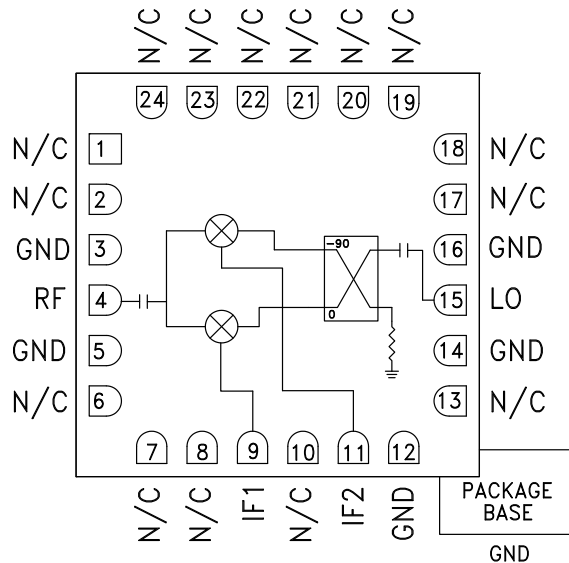 N/C N/C N/C N/C N/C N/C
24 23 22 21 20 19
N/C 1
18 N/C
N/C 2
17 N/C
GND 3
16 GND
-90
RF 4
15 LO
0
GND 5
14 GND
N/C 6
13 N/C
7 8 9 10 11 12
N/C N/C IF1 N/C IF2 GND
PACKAGE
BASE
GND